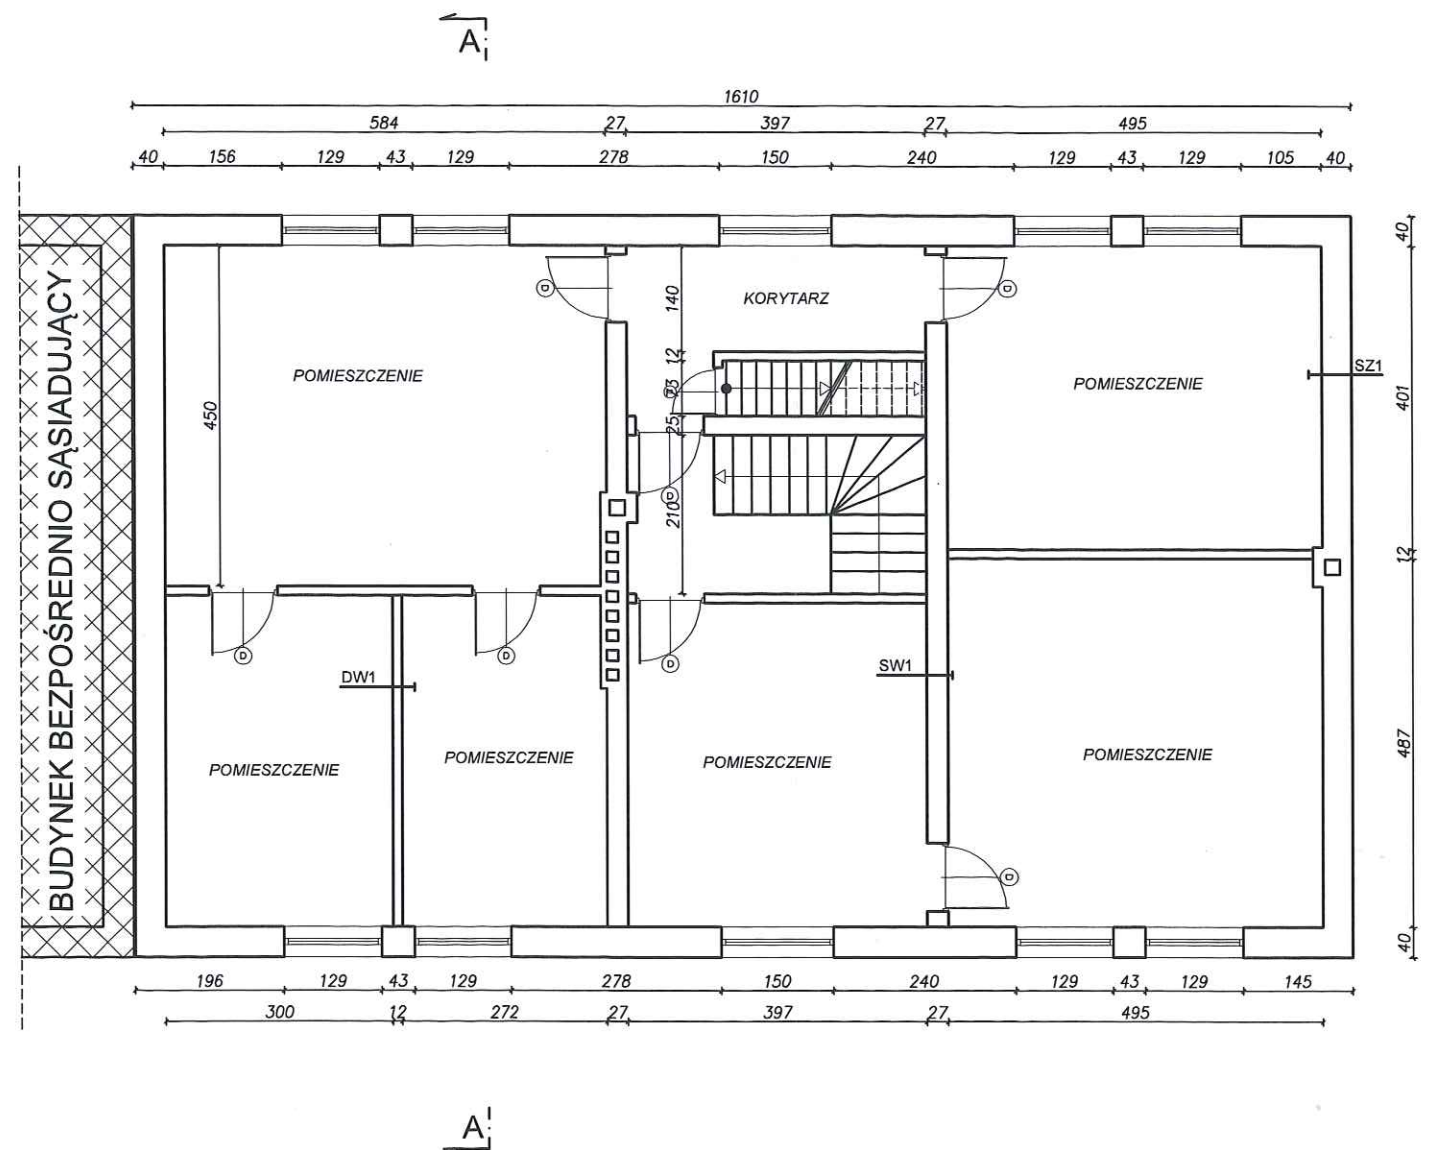 A
1610
584 27 397 27 495
40 156 129 43 129 278 150 240 129 43 129 105 40
40
BUDYNEK BEZPOŚREDNIO SĄSIADUJĄCY
D
140
KORYTARZ
D
POMIESZCZENIE
12
POMIESZCZENIE
SZ1
D
73
401
450
25
D
210
12
D
D
D
DW1
SW1
POMIESZCZENIE
POMIESZCZENIE
POMIESZCZENIE
POMIESZCZENIE
487
D
40
196 129 43 129 278 150 240 129 43 129 145
300 12 272 27 397 27 495
A